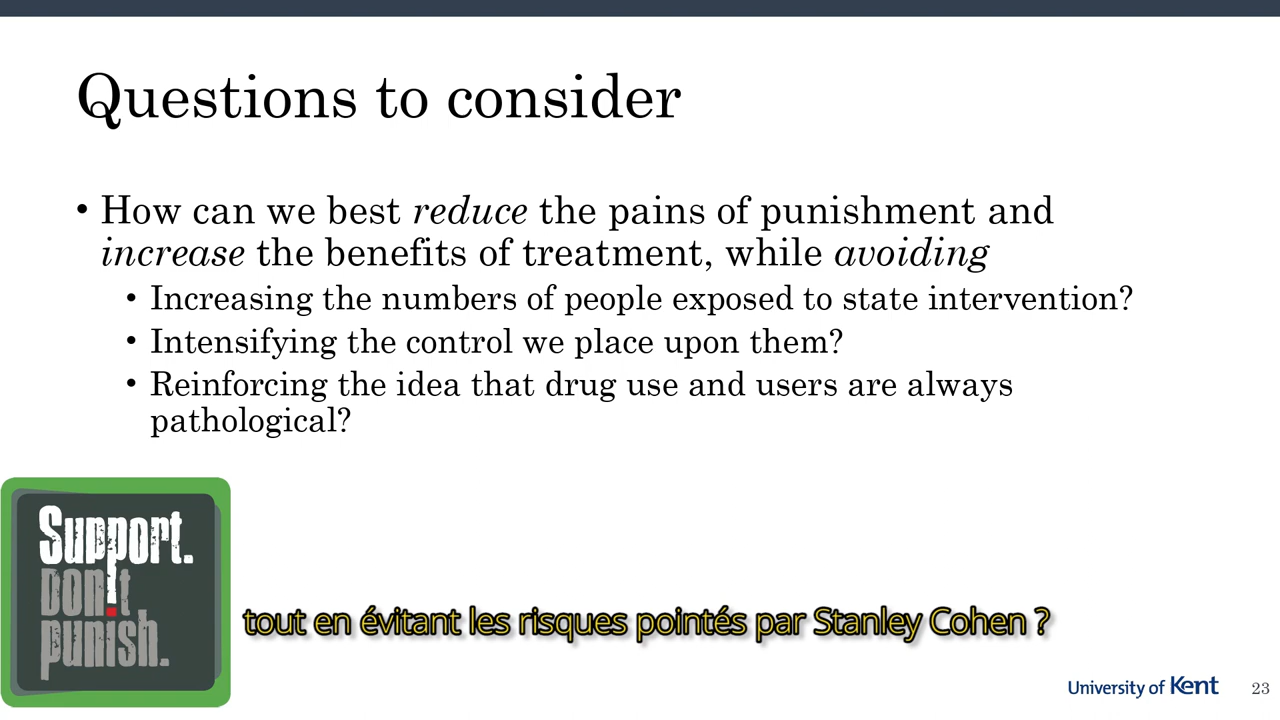 Questions to consider
• How can we best reduce the pains of punishment and
increase the benefits of treatment, while avoiding
• Increasing the numbers of people exposed to state intervention?
• Intensifying the control we place upon them?
• Reinforcing the idea that drug use and users are always
pathological?
Support.
Don't
punish.
tout en évitant les risques pointés par Stanley Cohen ?
University of Kent
23